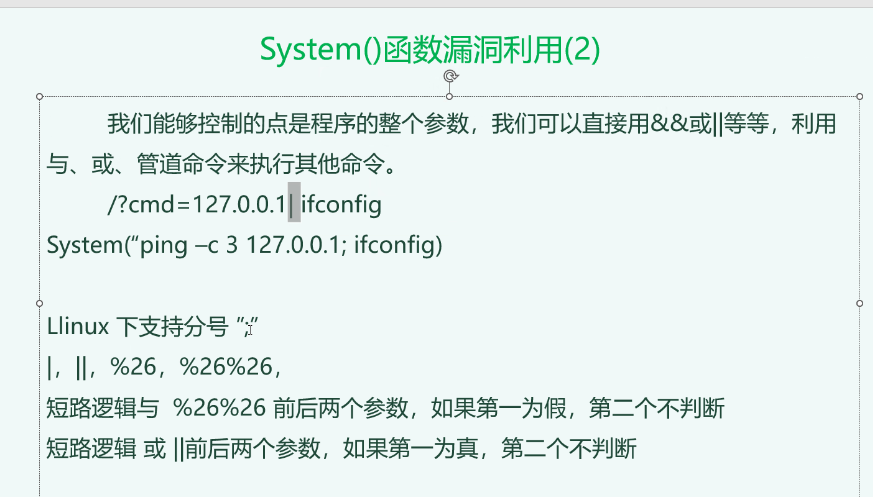 System()函数漏洞利用(2)
我们能够控制的点是程序的整个参数，我们可以直接用&&或||等等，利用
与、或、管道命令来执行其他命令。
/?cmd=127.0.0.1| ifconfig
System(“ping –c 3 127.0.0.1; ifconfig)
Llinux 下支持分号 ”;”
|，||，%26，%26%26，
短路逻辑与 %26%26 前后两个参数，如果第一为假，第二个不判断
短路逻辑 或 ||前后两个参数，如果第一为真，第二个不判断